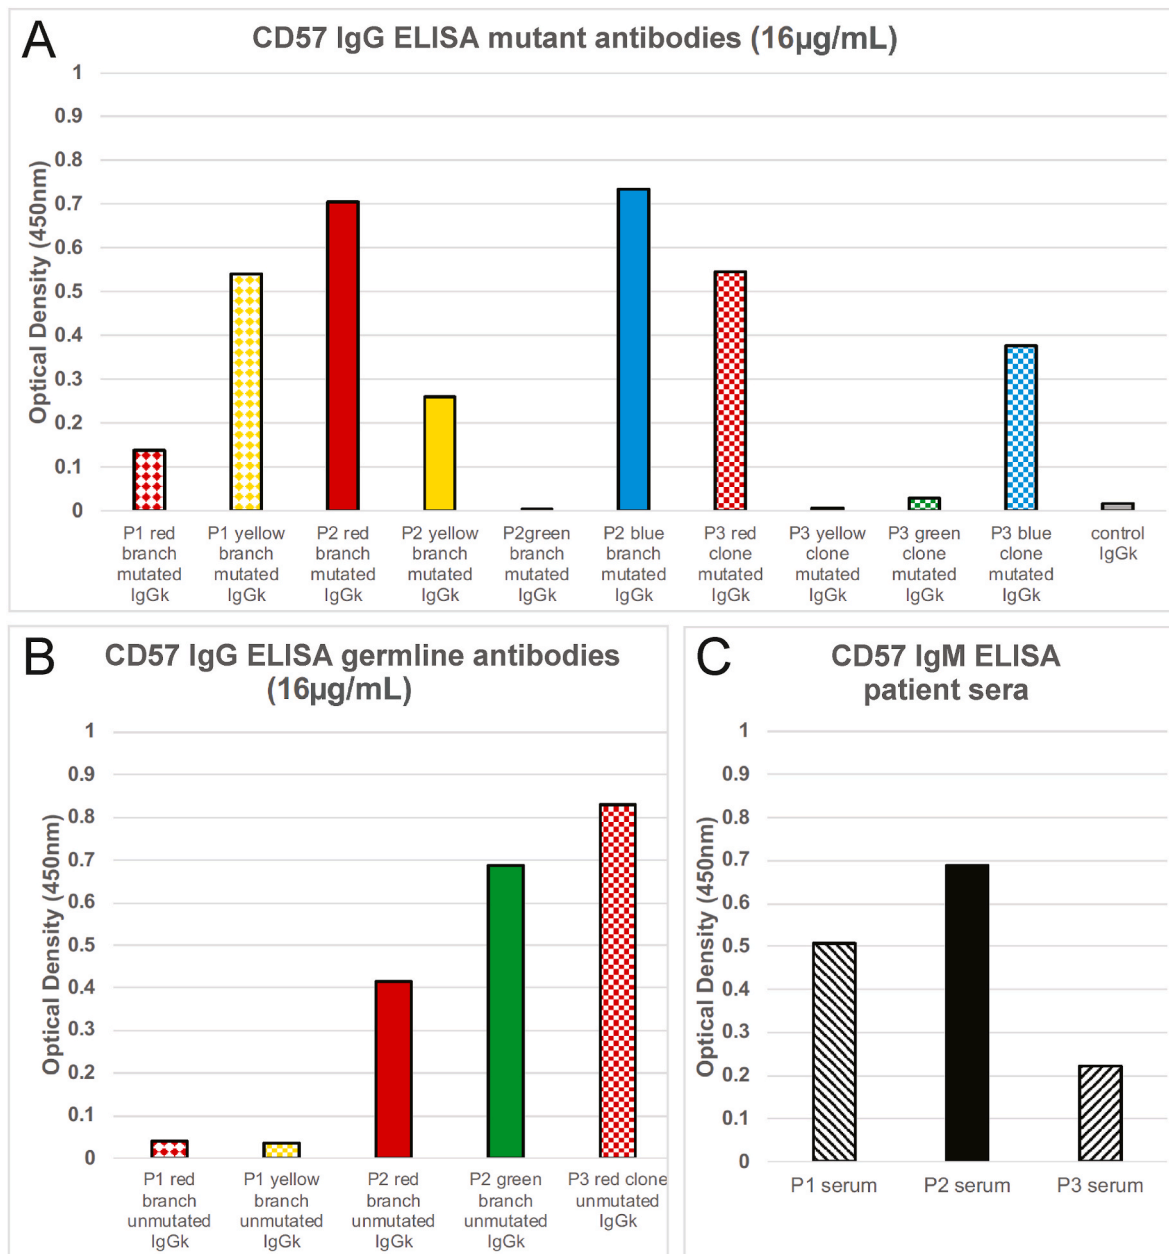 A
CD57 IgG ELISA mutant antibodies (16µg/mL)
Optical Density (450nm)
1
0.9
0.8
0.7
0.6
0.5
0.4
0.3
0.2
0.1
0
P1 red
branch
mutated
IgGk
P1 yellow
branch
mutated
IgGk
P2 red
branch
mutated
IgGk
P2 yellow
branch
mutated
IgGk
P2green
branch
mutated
IgGk
P2 blue
branch
mutated
IgGk
P3 red
clone
mutated
IgGk
P3 yellow
clone
mutated
IgGk
P3 green
clone
mutated
IgGk
P3 blue
clone
mutated
IgGk
control
IgGk
B
CD57 IgG ELISA germline antibodies
(16µg/mL)
Optical Density (450nm)
1
0.9
0.8
0.7
0.6
0.5
0.4
0.3
0.2
0.1
0
P1 red
branch
unmutated
IgGk
P1 yellow
branch
unmutated
IgGk
P2 red
branch
unmutated
IgGk
P2 green
branch
unmutated
IgGk
P3 red clone
unmutated
IgGk
C
CD57 IgM ELISA
patient sera
Optical Density (450nm)
1
0.9
0.8
0.7
0.6
0.5
0.4
0.3
0.2
0.1
0
P1 serum
P2 serum
P3 serum